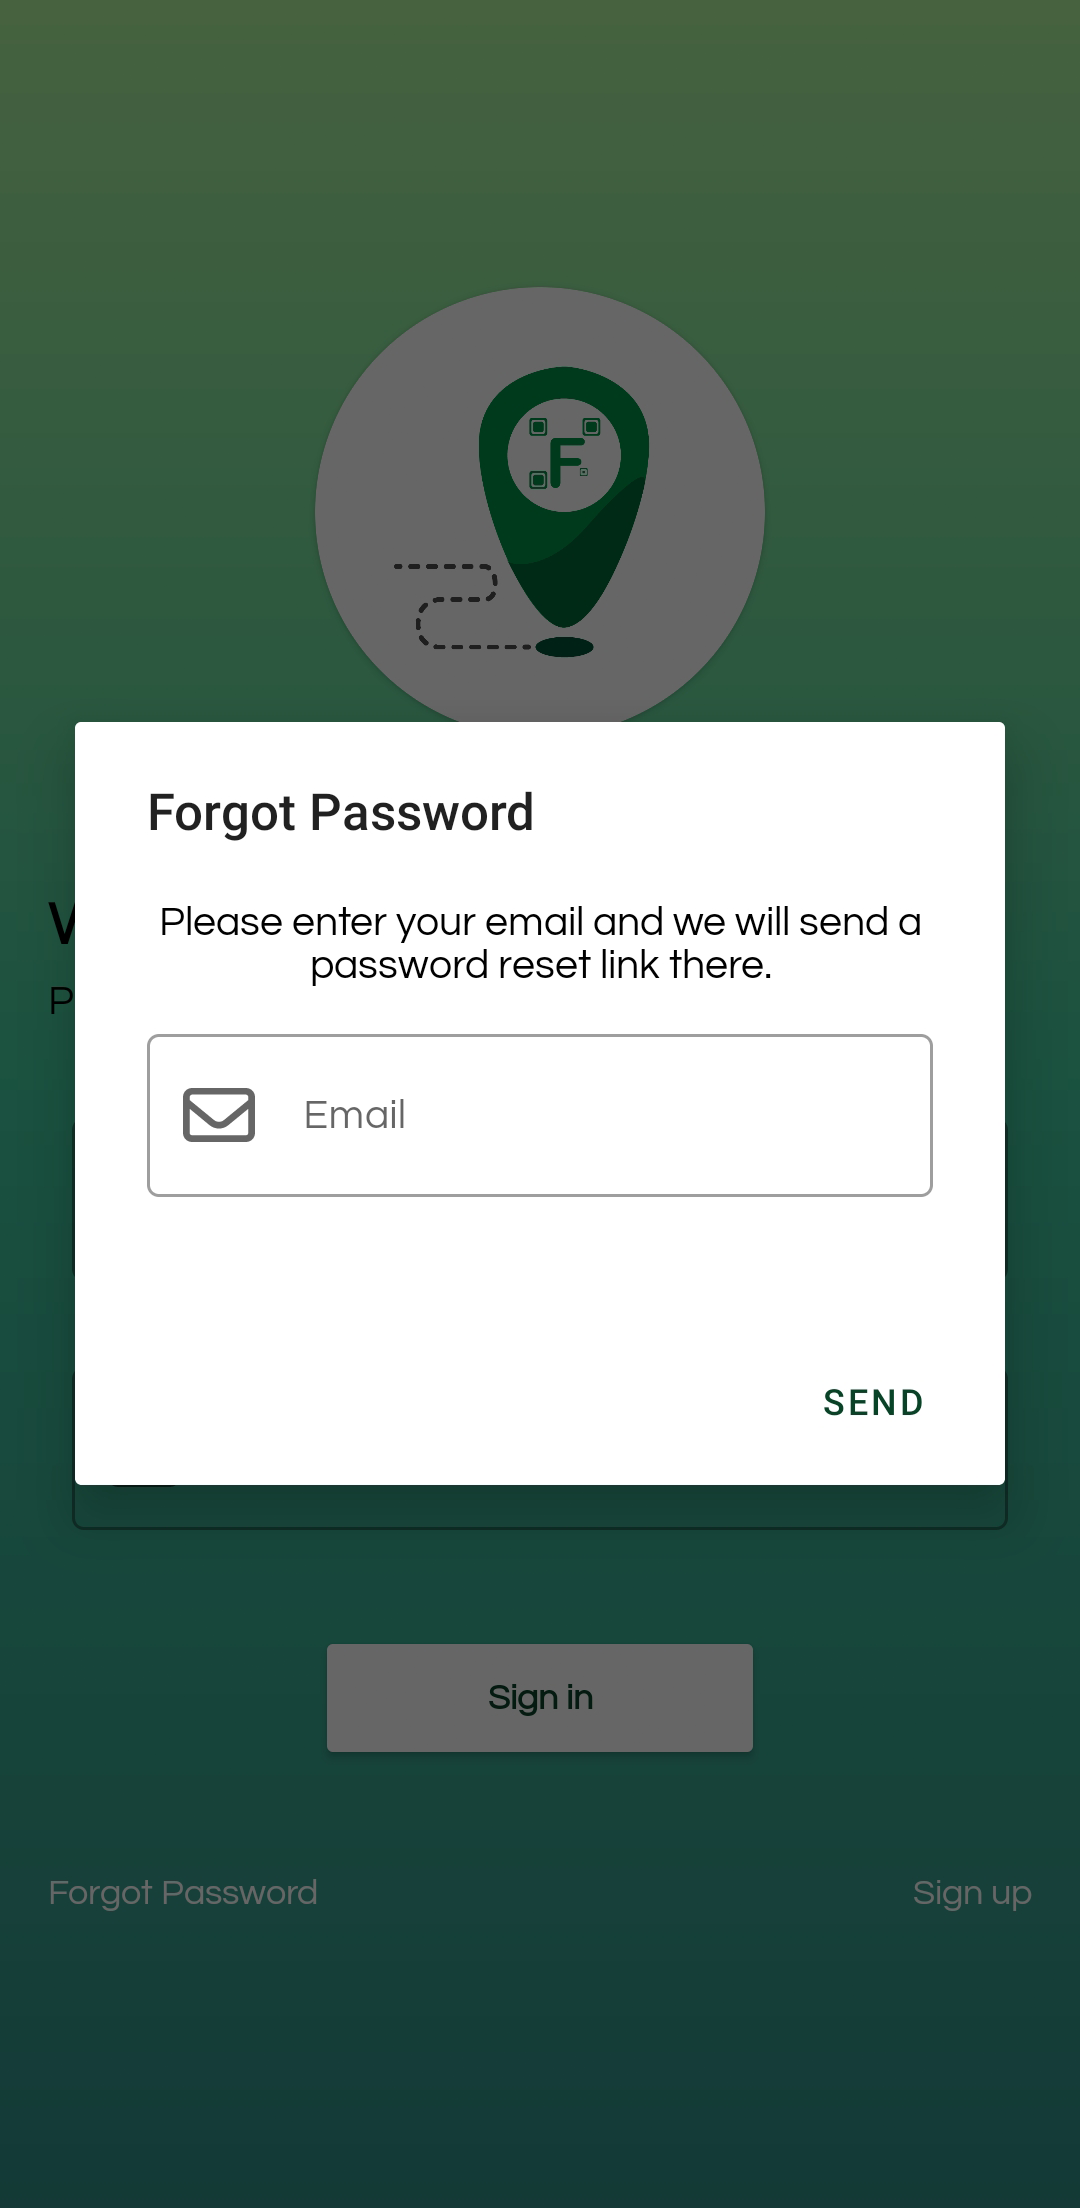 F
Forgot Password
Please enter your email and we will send a
password reset link there.
Email
SEND
Sign in
Forgot Password
Sign up